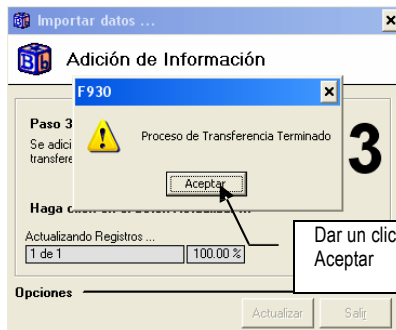 Importar datos ...
Adición de Información
F930
Paso 3
Se adici
transfere
Proceso de Transferencia Terminado
3
Aceptar
Haga
Dar un clic
Aceptar
Actualizando Registros ...
1 de 1
100.00 %
Opciones
Actualizar
Salir